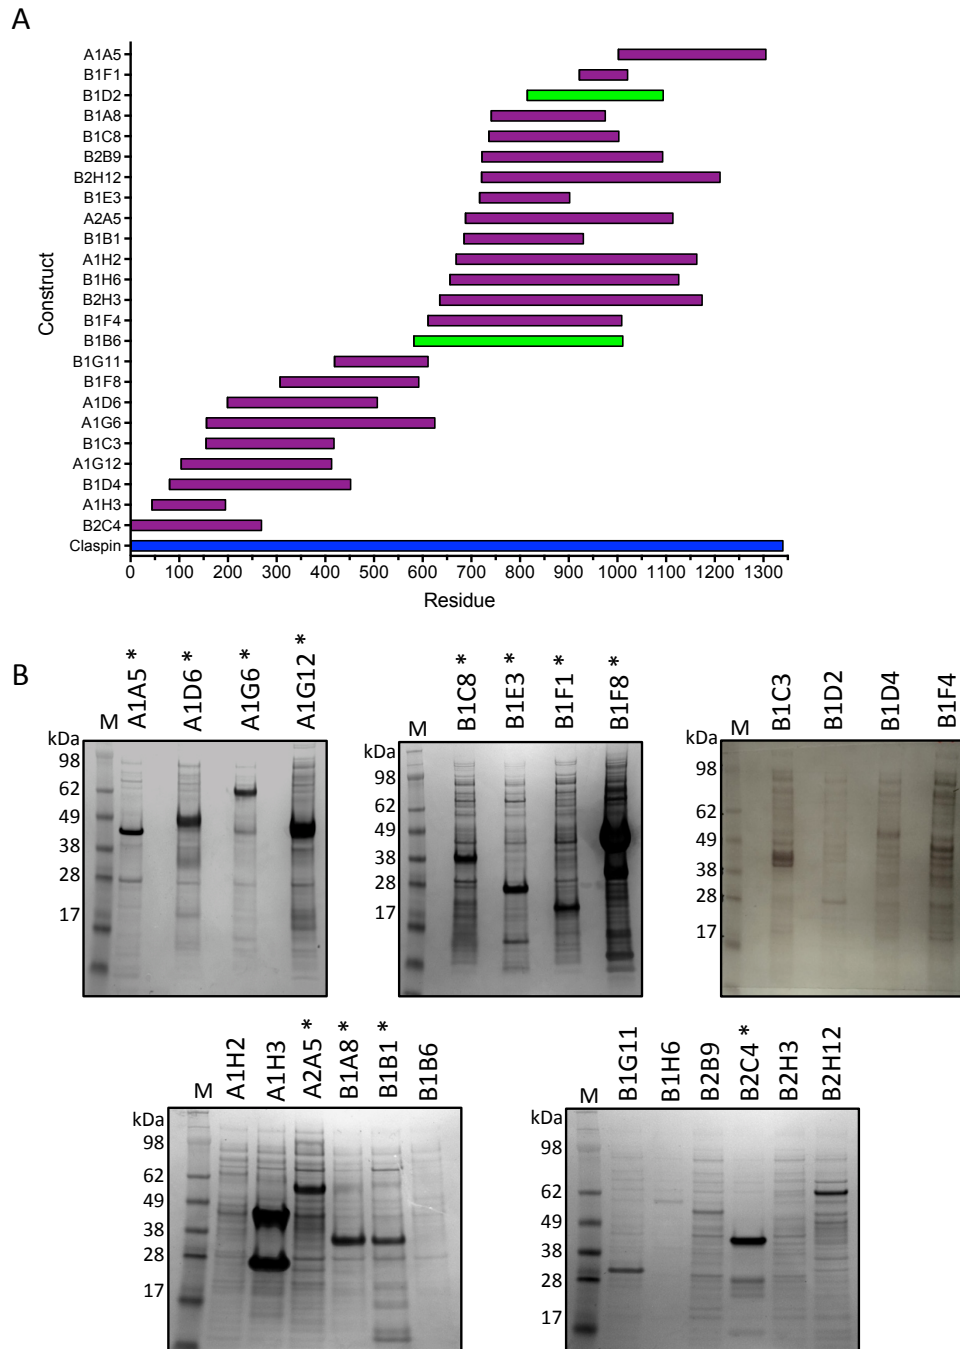 A
A1A5
B1F1
B1D2
B1A8
B1C8
B2B9
B2H12
B1E3
A2A5
B1B1
A1H2
B1H6
B2H3
B1F4
B1B6
B1G11
B1F8
A1D6
A1G6
B1C3
A1G12
B1D4
A1H3
B2C4
Claspin
Construct
0 100 200 300 400 500 600 700 800 900 1000 1100 1200 1300
Residue
B
M A1A5 * A1D6 * A1G6 * A1G12 *
kDa
98
62
49
38
28
17
M B1C8 * B1E3 * B1F1 * B1F8 *
kDa
98
62
49
38
28
17
M B1C3 B1D2 B1D4 B1F4
kDa
98
62
49
38
28
17
M A1H2 A1H3 A2A5 * B1A8 * B1B1 * B1B6
kDa
98
62
49
38
28
17
M B1G11 B1H6 B2B9 B2C4 * B2H3 B2H12
kDa
98
62
49
38
28
17